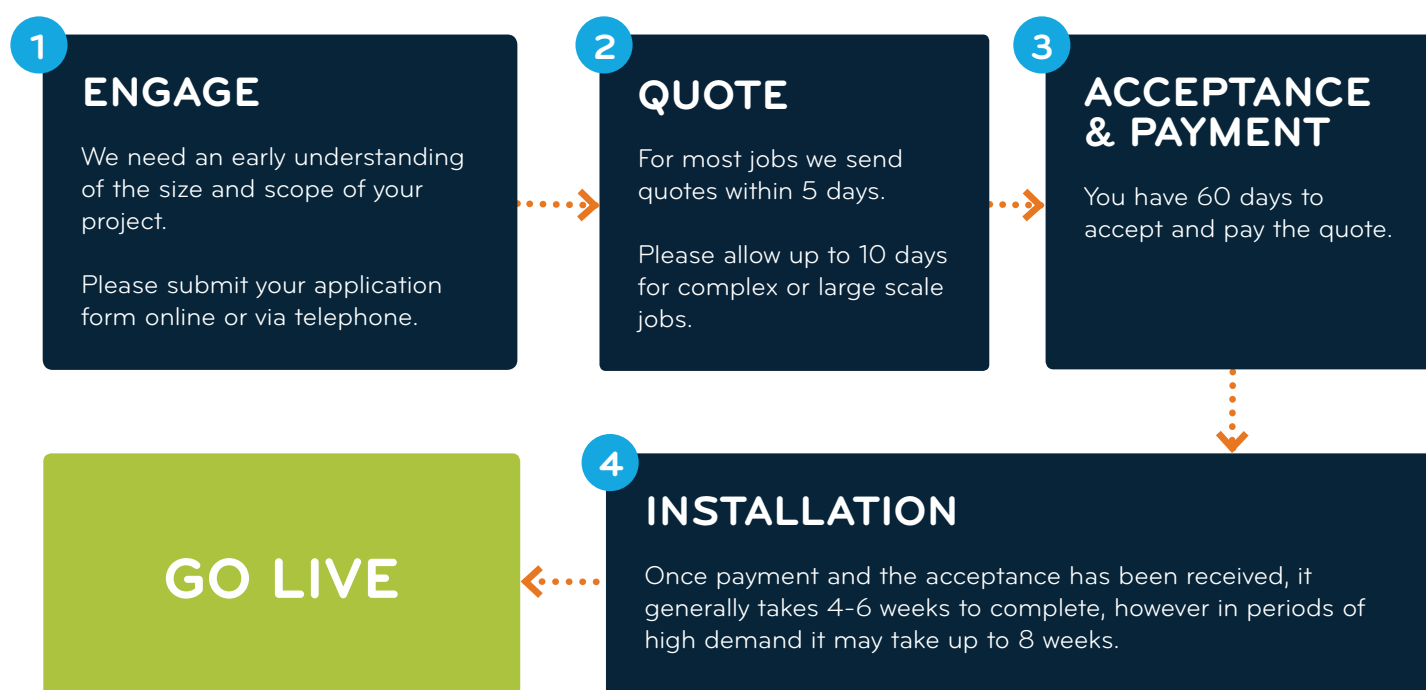 1
ENGAGE
We need an early understanding
of the size and scope of your
project.
Please submit your application
form online or via telephone.
2
QUOTE
For most jobs we send
quotes within 5 days.
Please allow up to 10 days
for complex or large scale
jobs.
3
ACCEPTANCE
& PAYMENT
You have 60 days to
accept and pay the quote.
4
INSTALLATION
Once payment and the acceptance has been received, it
generally takes 4-6 weeks to complete, however in periods of
high demand it may take up to 8 weeks.
GO LIVE